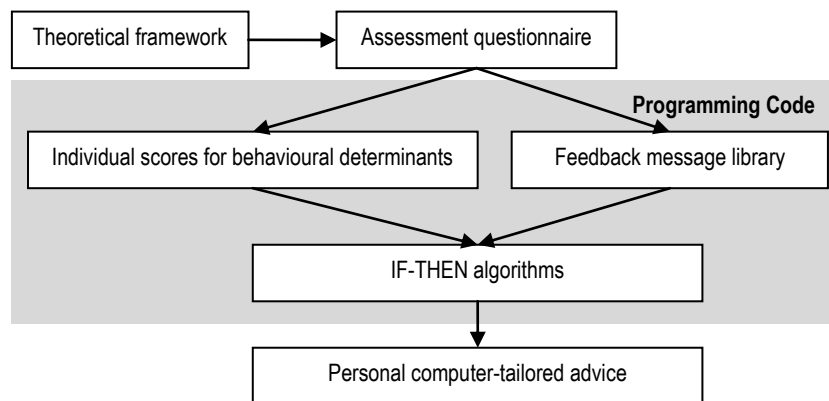 Theoretical framework
Assessment questionnaire
Programming Code
Individual scores for behavioural determinants
Feedback message library
IF-THEN algorithms
Personal computer-tailored advice